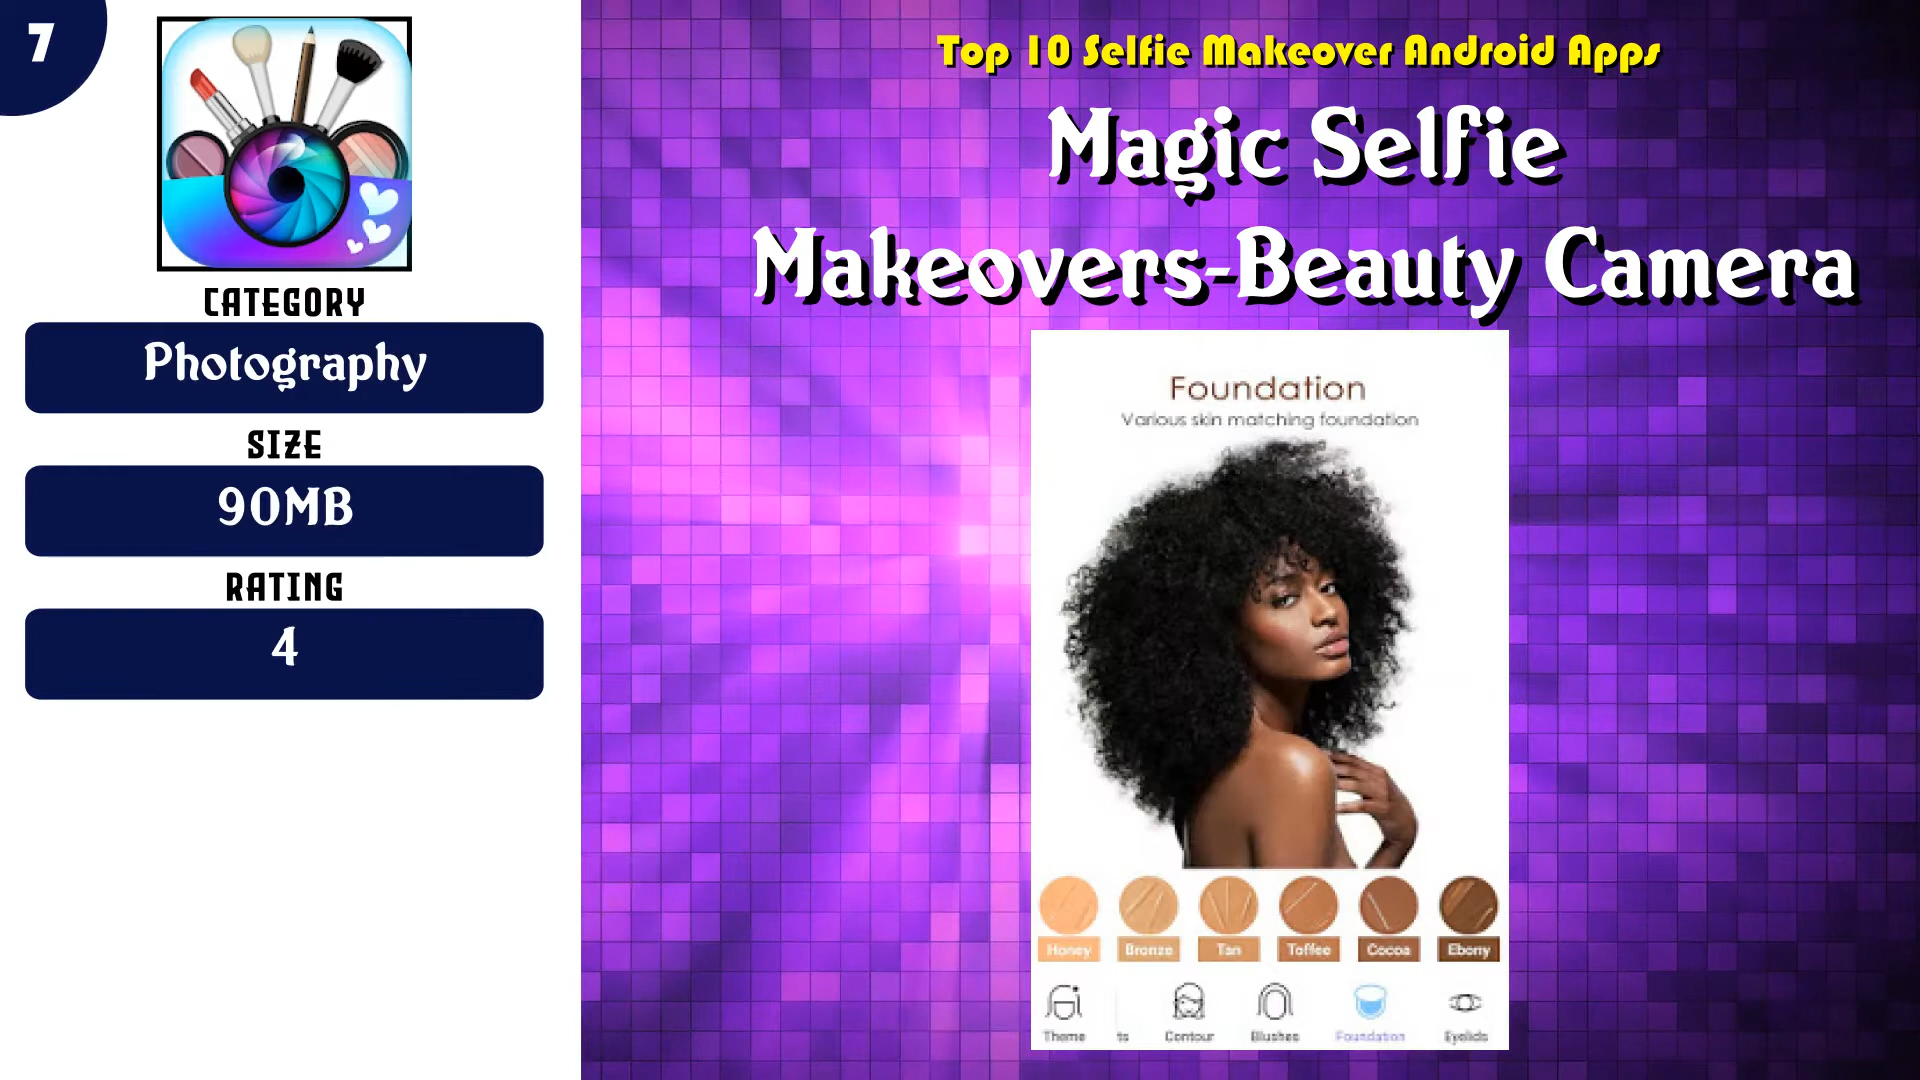 7
CATEGORY
Photography
SIZE
90MB
RATING
4
Top 10 Selfie Makeover Android Apps
Magic Selfie
Makeovers-Beauty Camera
Foundation
Various skin matching foundation
Honey Bronze Tan Toffee Cocoa Ebony
Theme ts Contour Blushes Foundation Eyelids